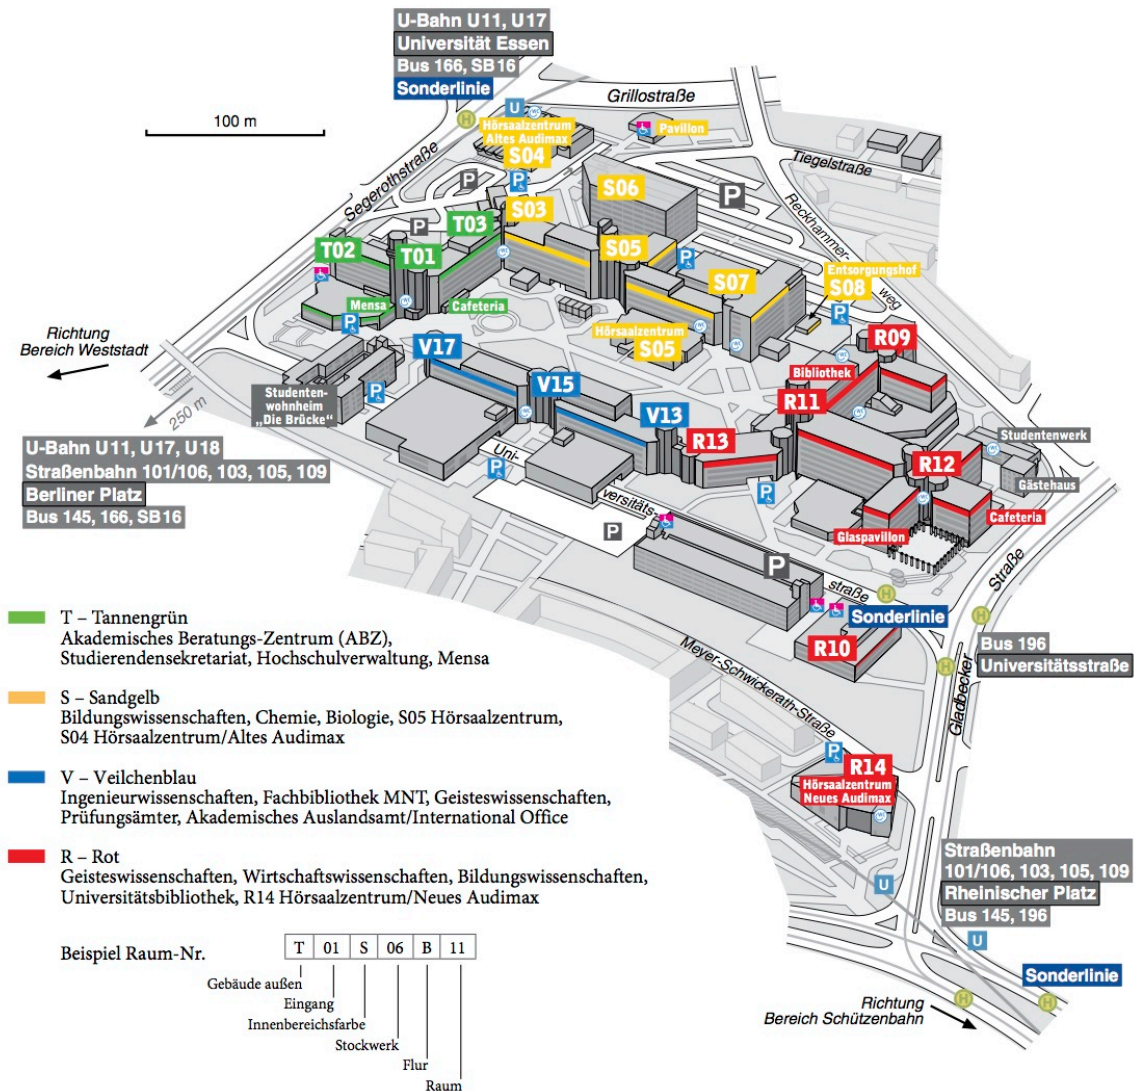 U-Bahn U11, U17
Universität Essen
Bus 166, SB16
Sonderlinie
100 m
Grillostraße
U
H
Hörsaalzentrum
Altes Audimax
S04
Pavillon
Tiegelstraße
Segerothstraße
P
P
P
S06
Reckhammer-
weg
S03
T03
P
T02
T01
S05
P
S07
Entsorgungshof
S08
P
Mensa
Cafeteria
P
Hörsaalzentrum
S05
R09
Richtung
Bereich Weststadt
V17
Bibliothek
250 m
Studenten-
wohnheim
„Die Brücke“
P
V15
R11
V13
R13
Studentenwerk
U-Bahn U11, U17, U18
Straßenbahn 101/106, 103, 105, 109
Berliner Platz
Bus 145, 166, SB16
Uni-
versitäts-
straße
P
R12
Gästehaus
P
Cafeteria
Glaspavillon
P
P
H
Straße
Gladbecker
T – Tannengrün
Akademisches Beratungs-Zentrum (ABZ),
Studierendensekretariat, Hochschulverwaltung, Mensa
Sonderlinie
H
R10
Bus 196
Universitätsstraße
H
Meyer-Schwickerath-Straße
S – Sandgelb
Bildungswissenschaften, Chemie, Biologie, S05 Hörsaalzentrum,
S04 Hörsaalzentrum/Altes Audimax
P
R14
Hörsaalzentrum
Neues Audimax
V – Veilchenblau
Ingenieurwissenschaften, Fachbibliothek MNT, Geisteswissenschaften,
Prüfungsämter, Akademisches Auslandsamt/International Office
R – Rot
Geisteswissenschaften, Wirtschaftswissenschaften, Bildungswissenschaften,
Universitätsbibliothek, R14 Hörsaalzentrum/Neues Audimax
Straßenbahn
101/106, 103, 105, 109
Rheinischer Platz
Bus 145, 196
U
U
Beispiel Raum-Nr.
T 01 S 06 B 11
Gebäude außen
Eingang
Innenbereichsfarbe
Stockwerk
Flur
Raum
Sonderlinie
H
H
Richtung
Bereich Schützenbahn